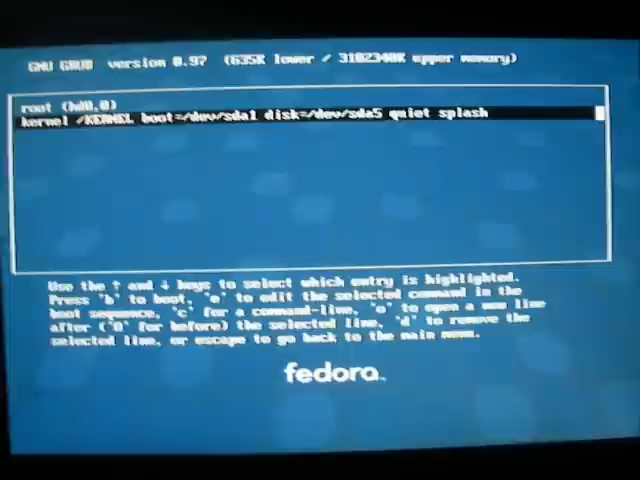 GNU GRUB version 0.97 (635K lower / 3102340K upper memory)
root (hd0,0)
kernel /KERNEL boot=/dev/sda1 disk=/dev/sda5 quiet splash
Use the ↑ and ↓ keys to select which entry is highlighted.
Press 'b' to boot, 'e' to edit the selected command in the
boot sequence, 'c' for a command-line, 'o' to open a new line
after ('O' for before) the selected line, 'd' to remove the
selected line, or escape to go back to the main menu.
fedora